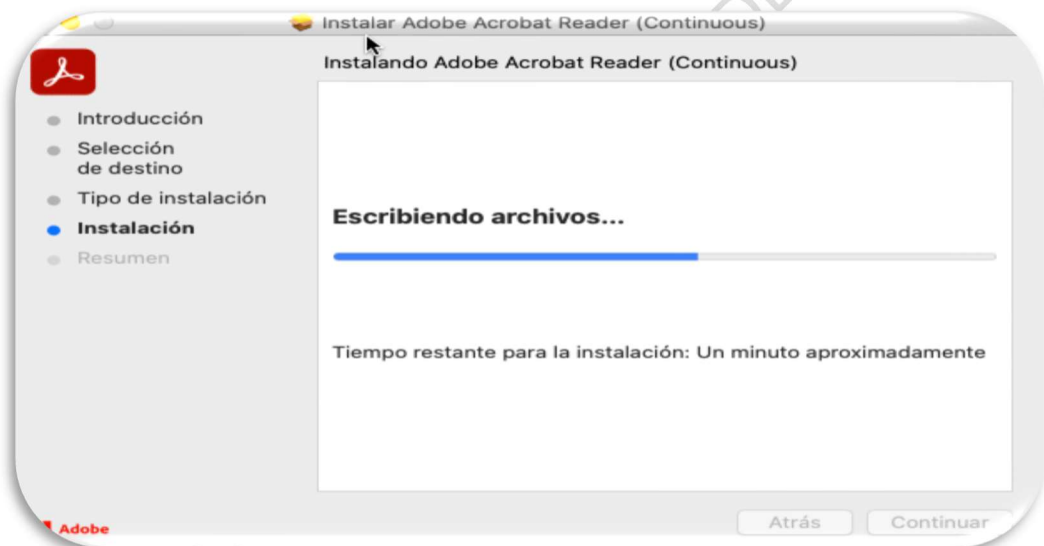 Instalar Adobe Acrobat Reader (Continuous)
Instalando Adobe Acrobat Reader (Continuous)
Introducción
Selección
de destino
Tipo de instalación
Instalación
Resumen
Escribiendo archivos...
Tiempo restante para la instalación: Un minuto aproximadamente
Adobe
Atrás
Continuar